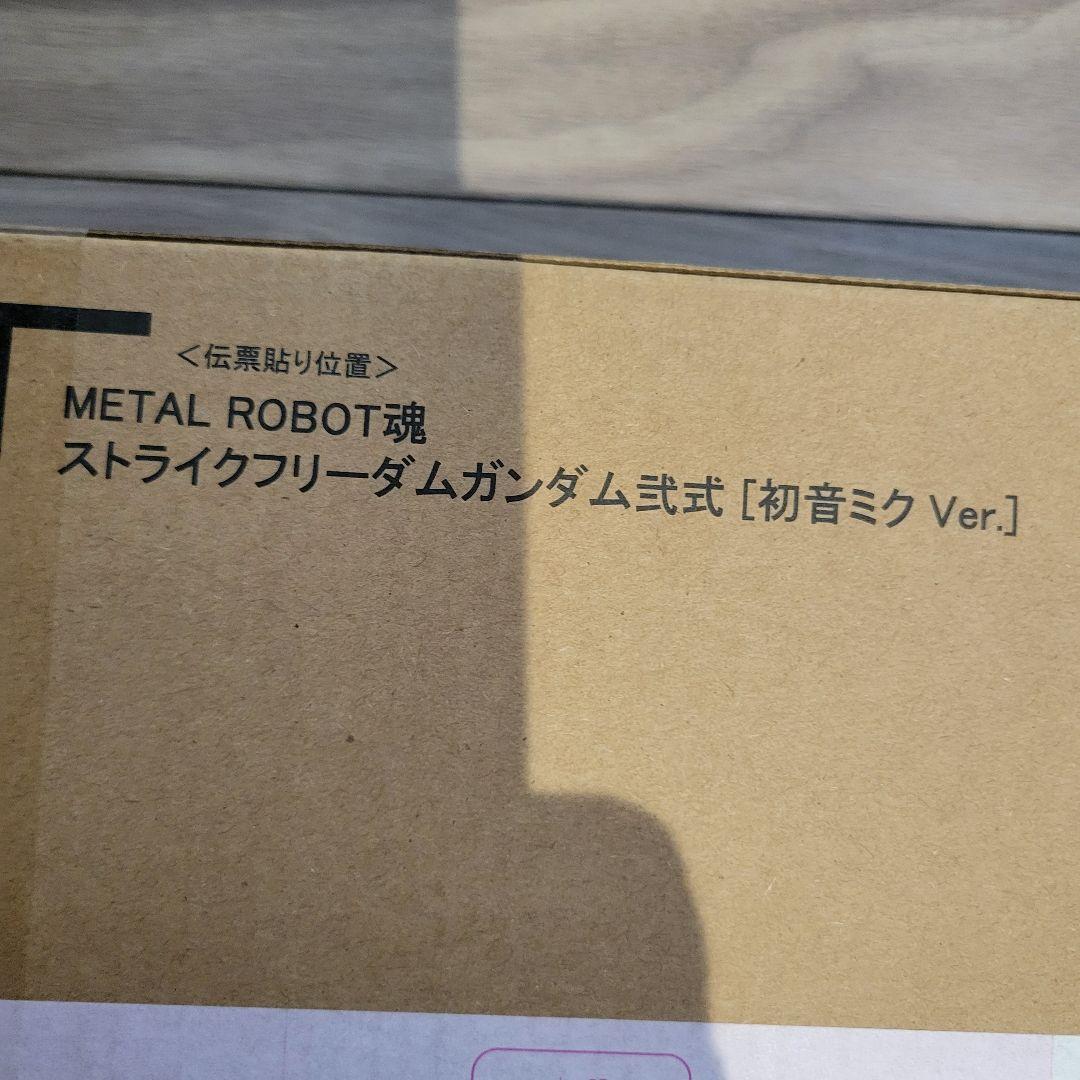 ＜伝票貼り位置＞
METAL ROBOT魂
ストライクフリーダムガンダム弐式 [初音ミク Ver.]